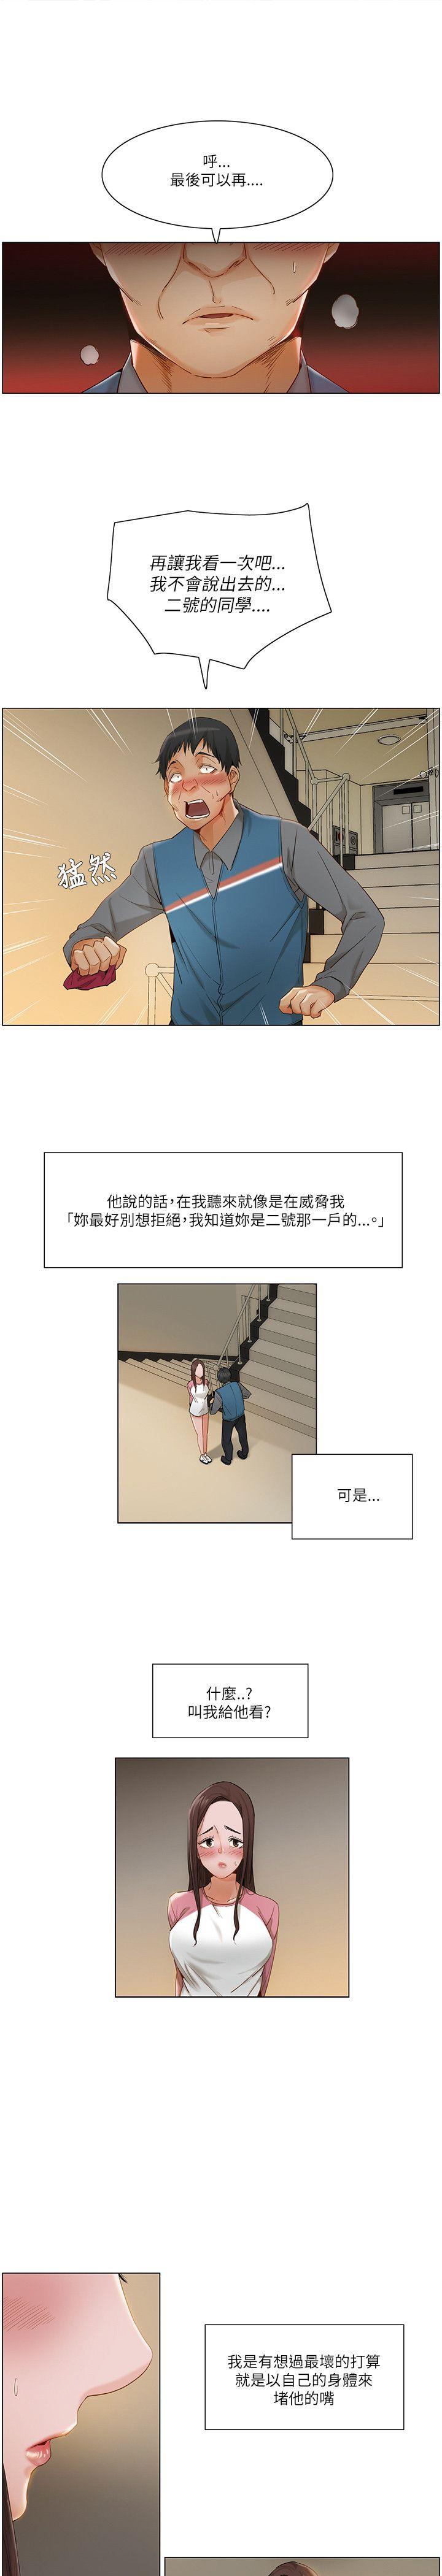 呼...
最後可以再....
再讓我看一次吧...
我不會說出去的...
二號的同學....
猛然
他說的話，在我聽來就像是在威脅我
「妳最好別想拒絕，我知道妳是二號那一戶的...。」
可是...
什麼..?
叫我給他看?
我是有想過最壞的打算
就是以自己的身體來
堵他的嘴